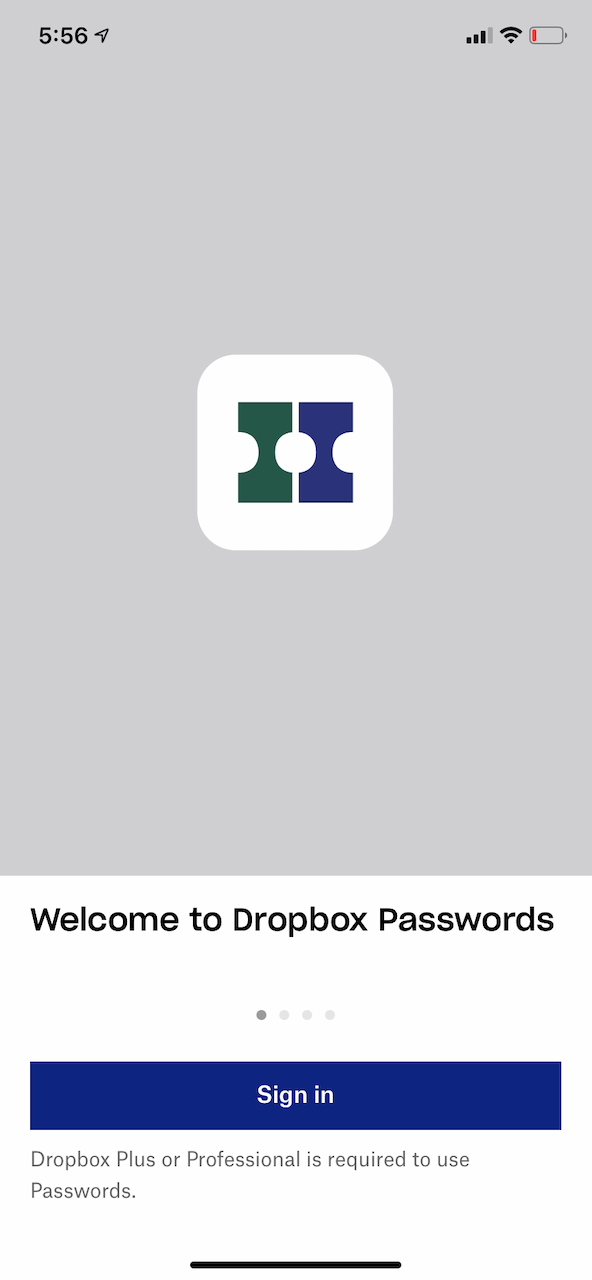 5:56
Welcome to Dropbox Passwords
Sign in
Dropbox Plus or Professional is required to use
Passwords.